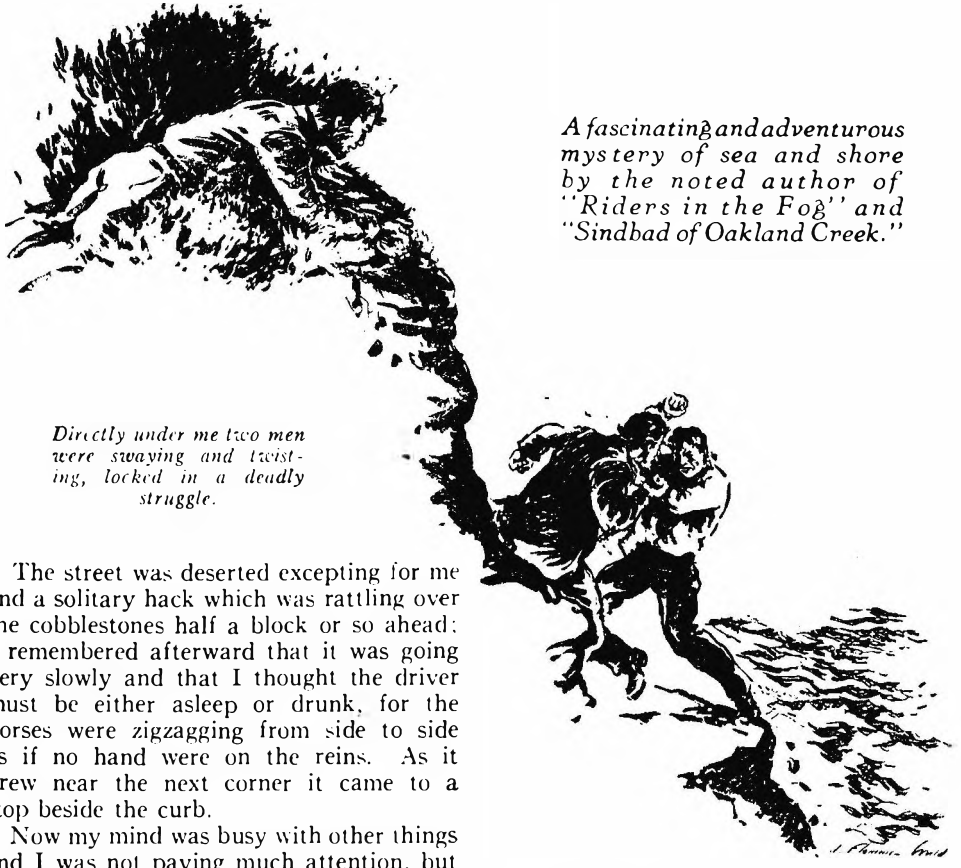 A fascinating and adventurous
mystery of sea and shore
by the noted author of
"Riders in the Fog" and
"Sindbad of Oakland Creek."
Directly under me two men
were swaying and twist-
ing, locked in a deadly
struggle.
The street was deserted excepting for me
nd a solitary hack which was rattling over
he cobblestones half a block or so ahead;
remembered afterward that it was going
ery slowly and that I thought the driver
nust be either asleep or drunk, for the
orses were zigzagging from side to side
s if no hand were on the reins. As it
rew near the next corner it came to a
top beside the curb.
Now my mind was busy with other things
nd I was not paying much attention, but